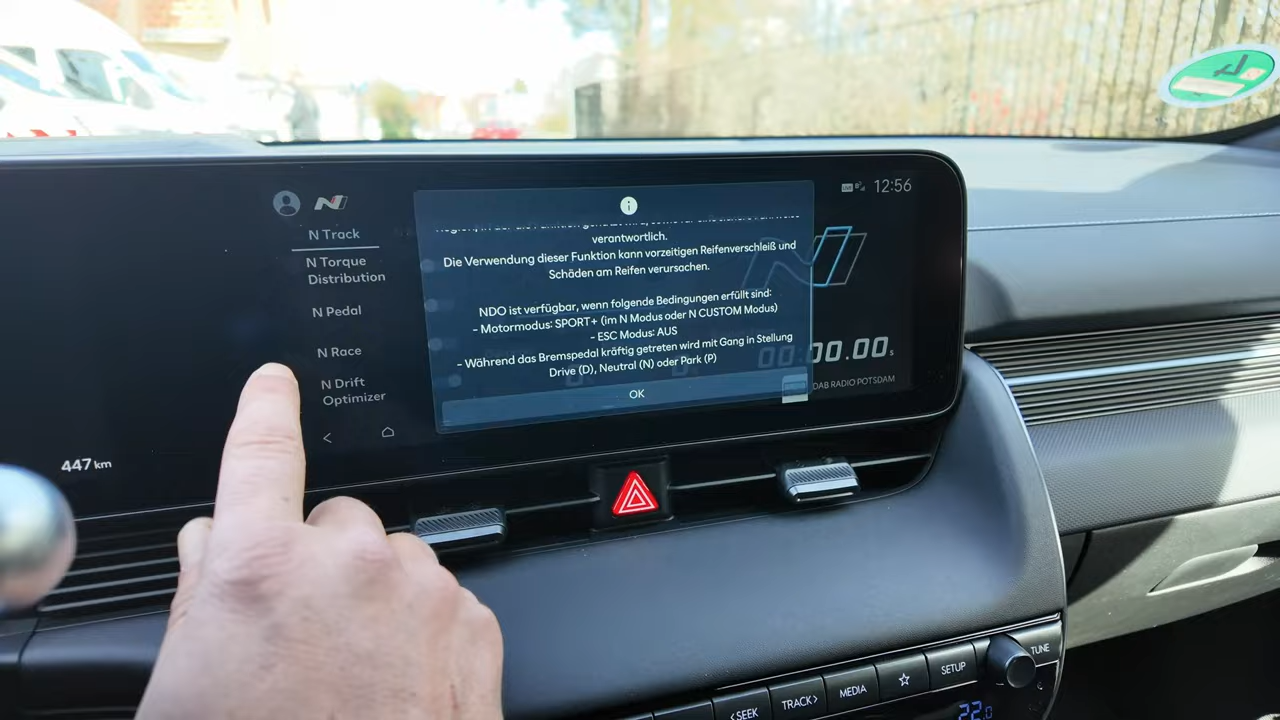 12:56
N Track
N Torque
Distribution
N Pedal
N Race
N Drift
Optimizer
verantwortlich.
Die Verwendung dieser Funktion kann vorzeitigen Reifenverschleiß und
Schäden am Reifen verursachen.
NDO ist verfügbar, wenn folgende Bedingungen erfüllt sind:
- Motormodus: SPORT+ (im N Modus oder N CUSTOM Modus)
- ESC Modus: AUS
- Während das Bremspedal kräftig getreten wird mit Gang in Stellung
Drive (D), Neutral (N) oder Park (P)
OK
00:00.00 s
DAB RADIO POTSDAM
447 km
<SEEK
TRACK>
MEDIA
☆
SETUP
TUNE
22.0